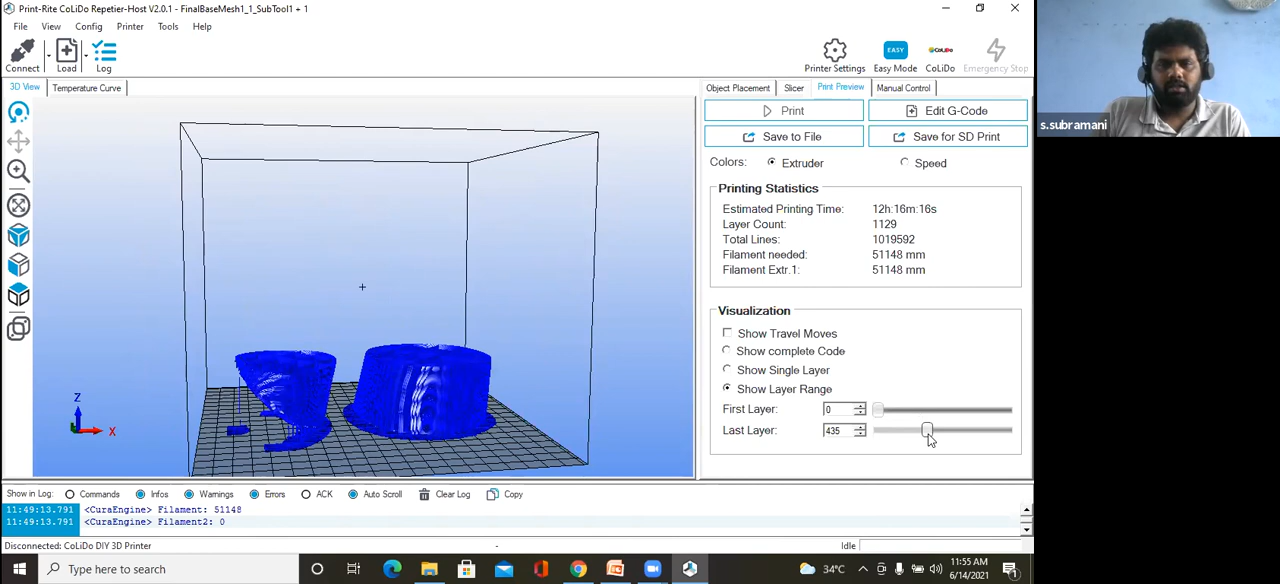 Print-Rite CoLiDo Repetier-Host V2.0.1 - FinalBaseMesh1_1_SubTool1 + 1
File View Config Printer Tools Help
Connect Load Log Printer Settings Easy Mode CoLiDo Emergency Stop
EASY
CoLiDo
3D View Temperature Curve Object Placement Slicer Print Preview Manual Control
Print Edit G-Code
Save to File Save for SD Print
Colors: Extruder Speed
Printing Statistics
Estimated Printing Time: 12h:16m:16s
Layer Count: 1129
Total Lines: 1019592
Filament needed: 51148 mm
Filament Extr.1: 51148 mm
Visualization
Show Travel Moves
Show complete Code
Show Single Layer
Show Layer Range
First Layer: 0
Last Layer: 435
Z
X
Show in Log: Commands Infos Warnings Errors ACK Auto Scroll Clear Log Copy
11:49:13.791 <CuraEngine> Filament: 51148
11:49:13.791 <CuraEngine> Filament2: 0
Disconnected: CoLiDo DIY 3D Printer - Idle
Type here to search 34°C 11:55 AM
6/14/2021
1
s.subramani